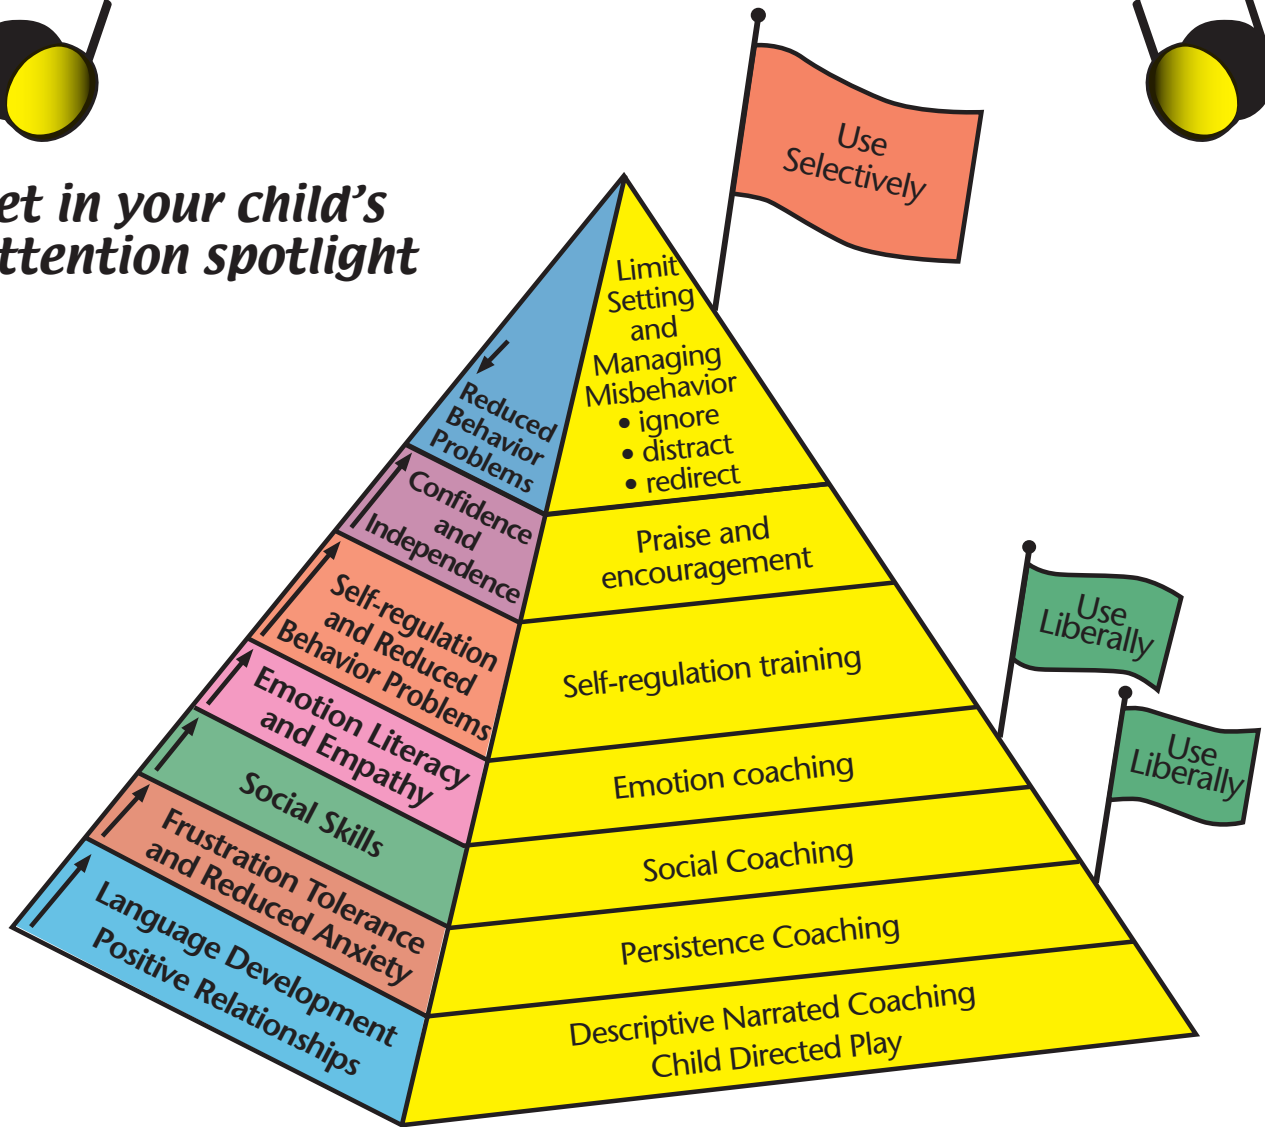 et in your child's
ttention spotlight
Use
Selectively
Limit
Setting
and
Managing
Misbehavior
• ignore
• distract
• redirect
Praise and
encouragement
Self-regulation training
Emotion coaching
Social Coaching
Persistence Coaching
Descriptive Narrated Coaching
Child Directed Play
Reduced
Behavior
Problems
Confidence
and
Independence
Self-regulation
and Reduced
Behavior Problems
Emotion Literacy
and Empathy
Social Skills
Frustration Tolerance
and Reduced Anxiety
Language Development
Positive Relationships
Use
Liberally
Use
Liberally